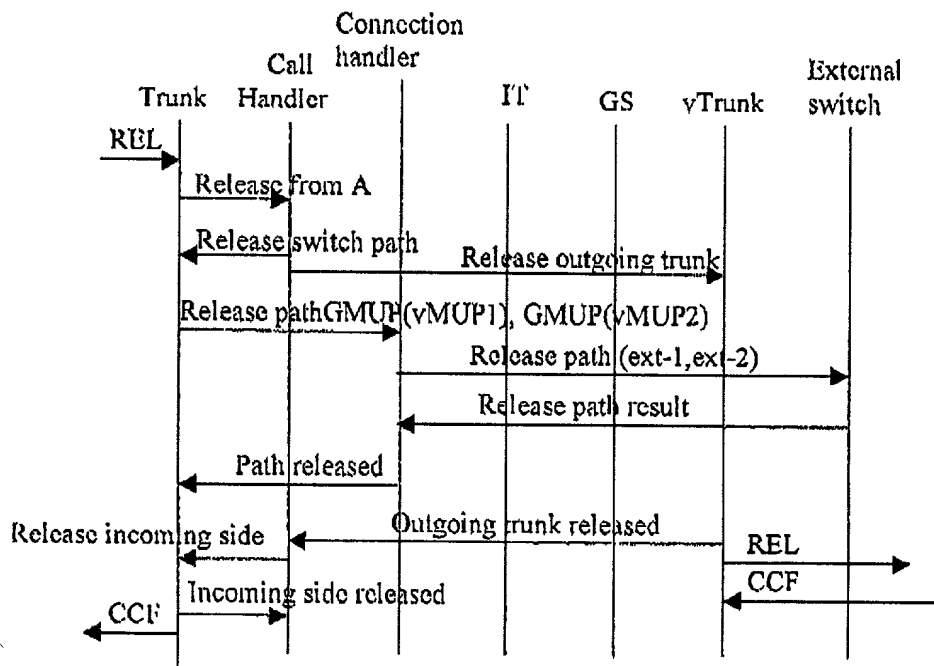 Connection
handler
Call
Handler
External
switch
Trunk
IT
GS
vTrunk
REL
Release from A
Release switch path
Release outgoing trunk
Release pathGMUP(vMUP1), GMUP(vMUP2)
Release path (ext-1,ext-2)
Release path result
Path released
Outgoing trunk released
Release incoming side
REL
CCF
Incoming side released
CCF